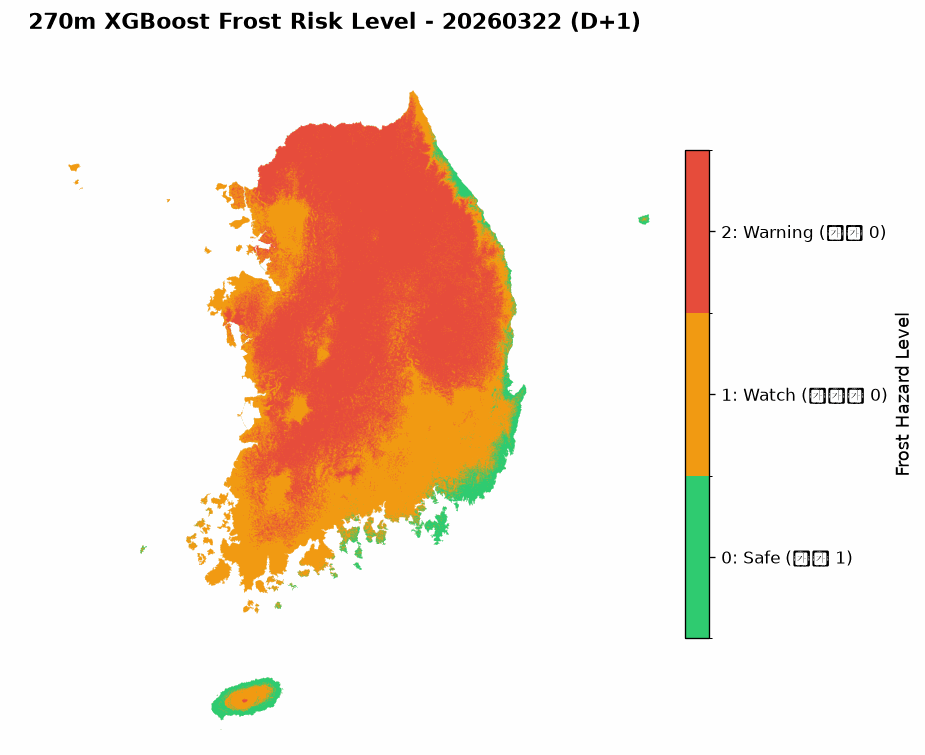 270m XGBoost Frost Risk Level - 20260322 (D+1)
2: Warning (□□ 0)
1: Watch (□□□ 0)
0: Safe (□□ 1)
Frost Hazard Level